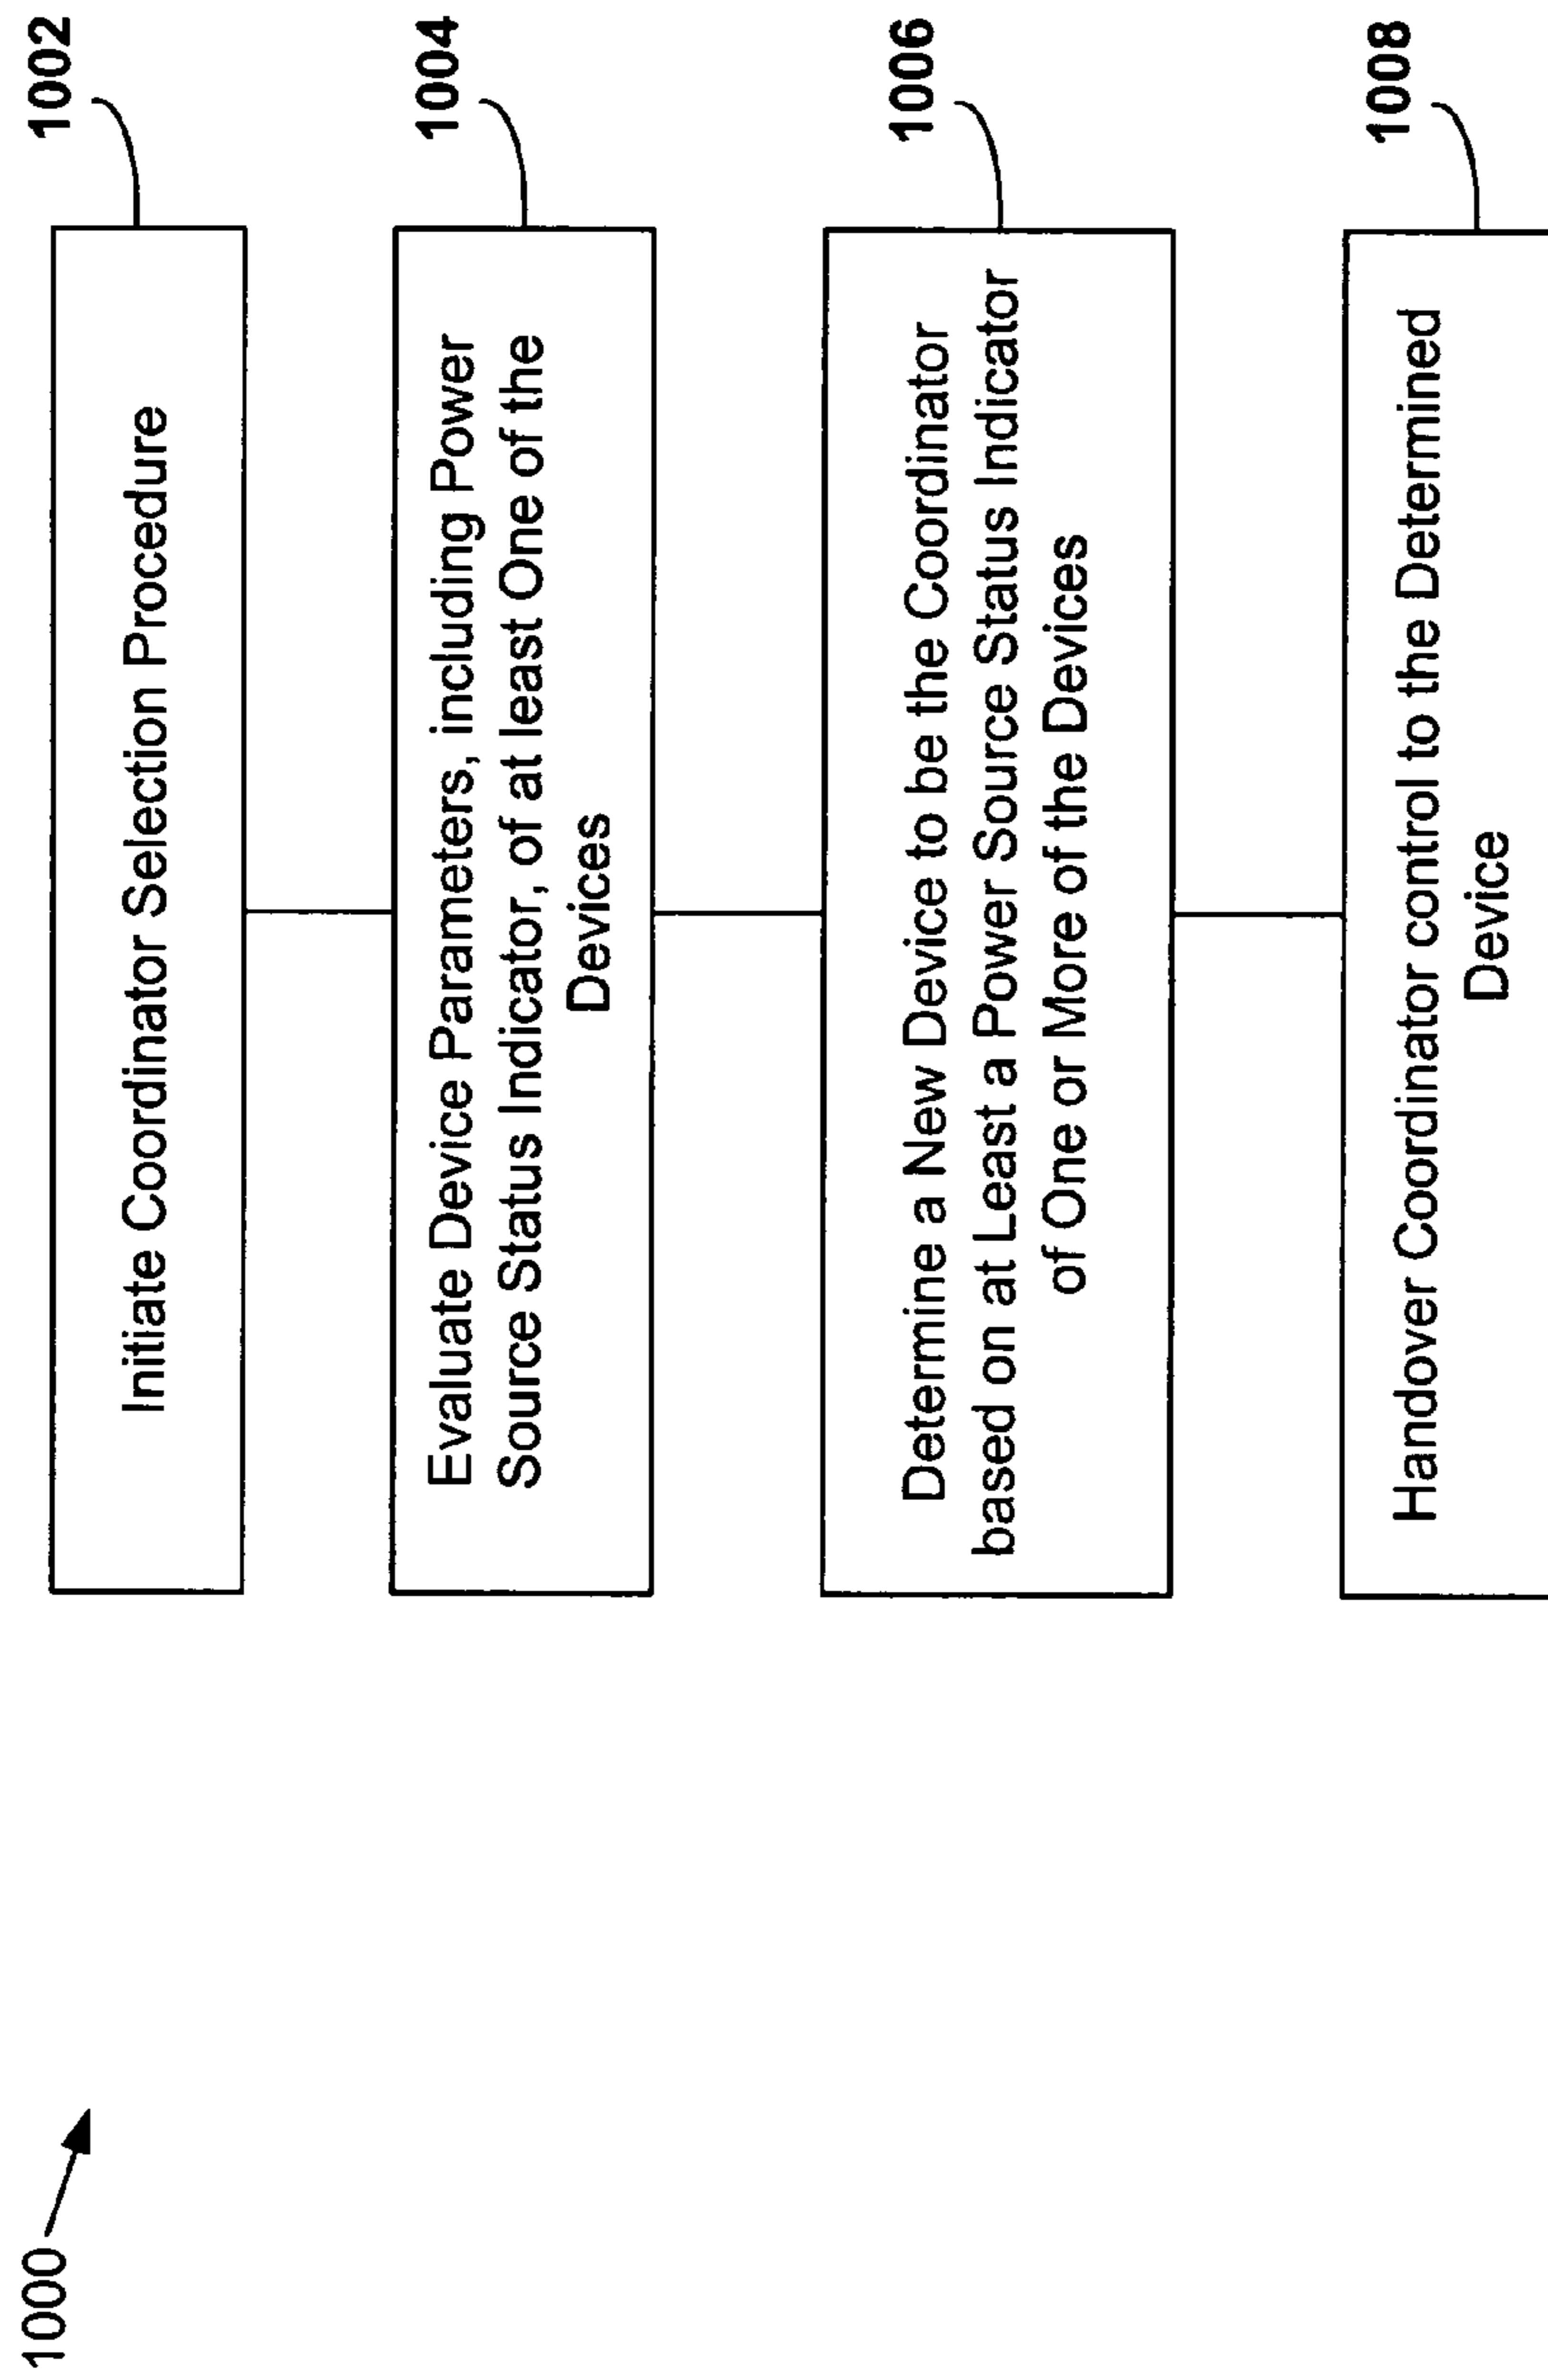 1000
1002
Initiate Coordinator Selection Procedure
1004
Evaluate Device Parameters, including Power
Source Status Indicator, of at least One of the
Devices
1006
Determine a New Device to be the Coordinator
based on at Least a Power Source Status Indicator
of One or More of the Devices
1008
Handover Coordinator control to the Determined
Device